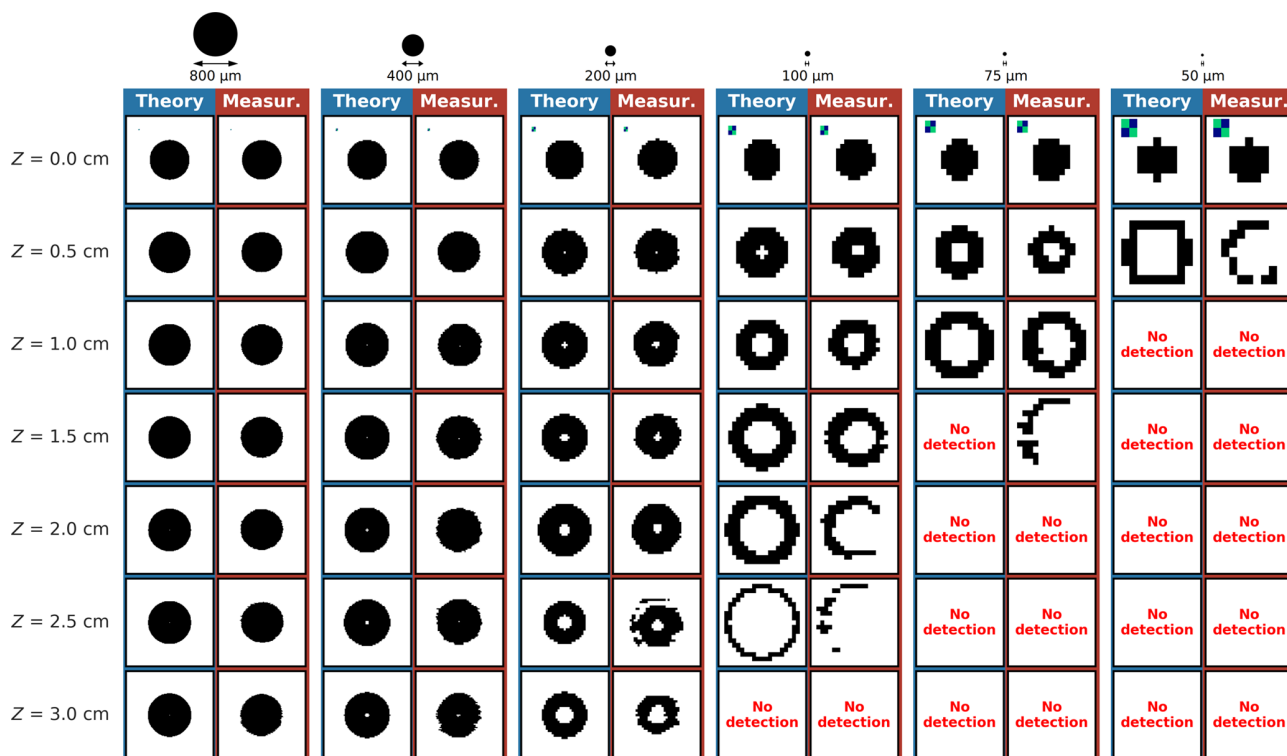 800 μm 400 μm 200 μm 100 μm 75 μm 50 μm
Theory Measur. Theory Measur. Theory Measur. Theory Measur. Theory Measur. Theory Measur.
Z = 0.0 cm
Z = 0.5 cm
Z = 1.0 cm
No detection No detection
Z = 1.5 cm
No detection No detection No detection
Z = 2.0 cm
No detection No detection No detection No detection
Z = 2.5 cm
No detection No detection No detection No detection
Z = 3.0 cm
No detection No detection No detection No detection No detection No detection